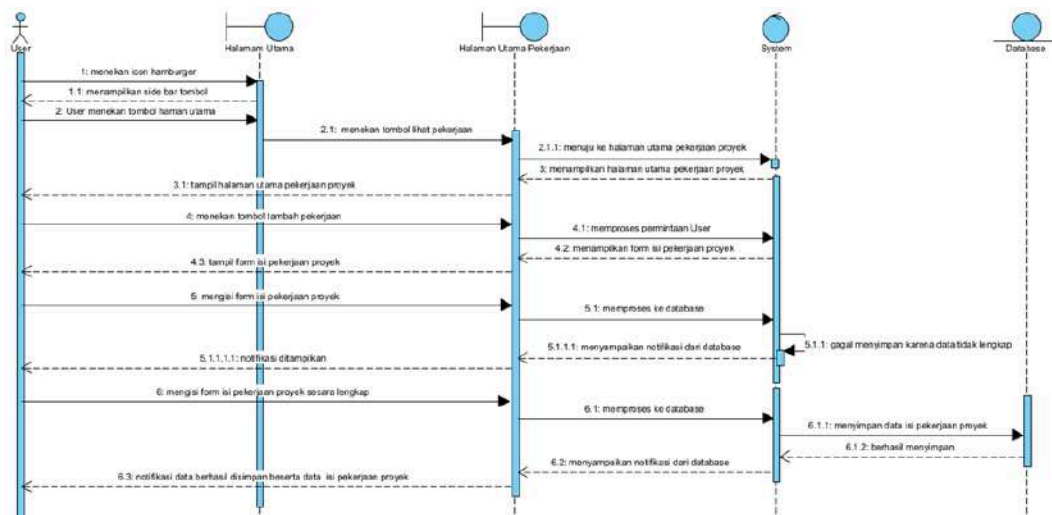 User
Halamam Utama
Halaman Utama Pekerjaan
System
Database
1: menekan icon hamburger
1.1: menampilkan side bar tombol
2: User menekan tombol haman utama
2.1: menekan tombol lihat pekerjaan
2.1.1: menuju ke halaman utama pekerjaan proyek
3: menampilkan halaman utama pekerjaan proyek
3.1: tampil halaman utama pekerjaan proyek
4: menekan tombol tambah pekerjaan
4.1: memproses permintaan User
4.2: menampilkan form isi pekerjaan proyek
4.3: tampil form isi pekerjaan proyek
5: mengisi form isi pekerjaan proyek
5.1: memproses ke database
5.1.1: gagal menyimpan karena data tidak lengkap
5.1.1.1: menyampaikan notifikasi dari database
5.1.1.1.1: notifikasi ditampilkan
6: mengisi form isi pekerjaan proyek secara lengkap
6.1: memproses ke database
6.1.1: menyimpan data isi pekerjaan proyek
6.1.2: berhasil menyimpan
6.2: menyampaikan notifikasi dari database
6.3: notifikasi data berhasil disimpan beserta data isi pekerjaan proyek